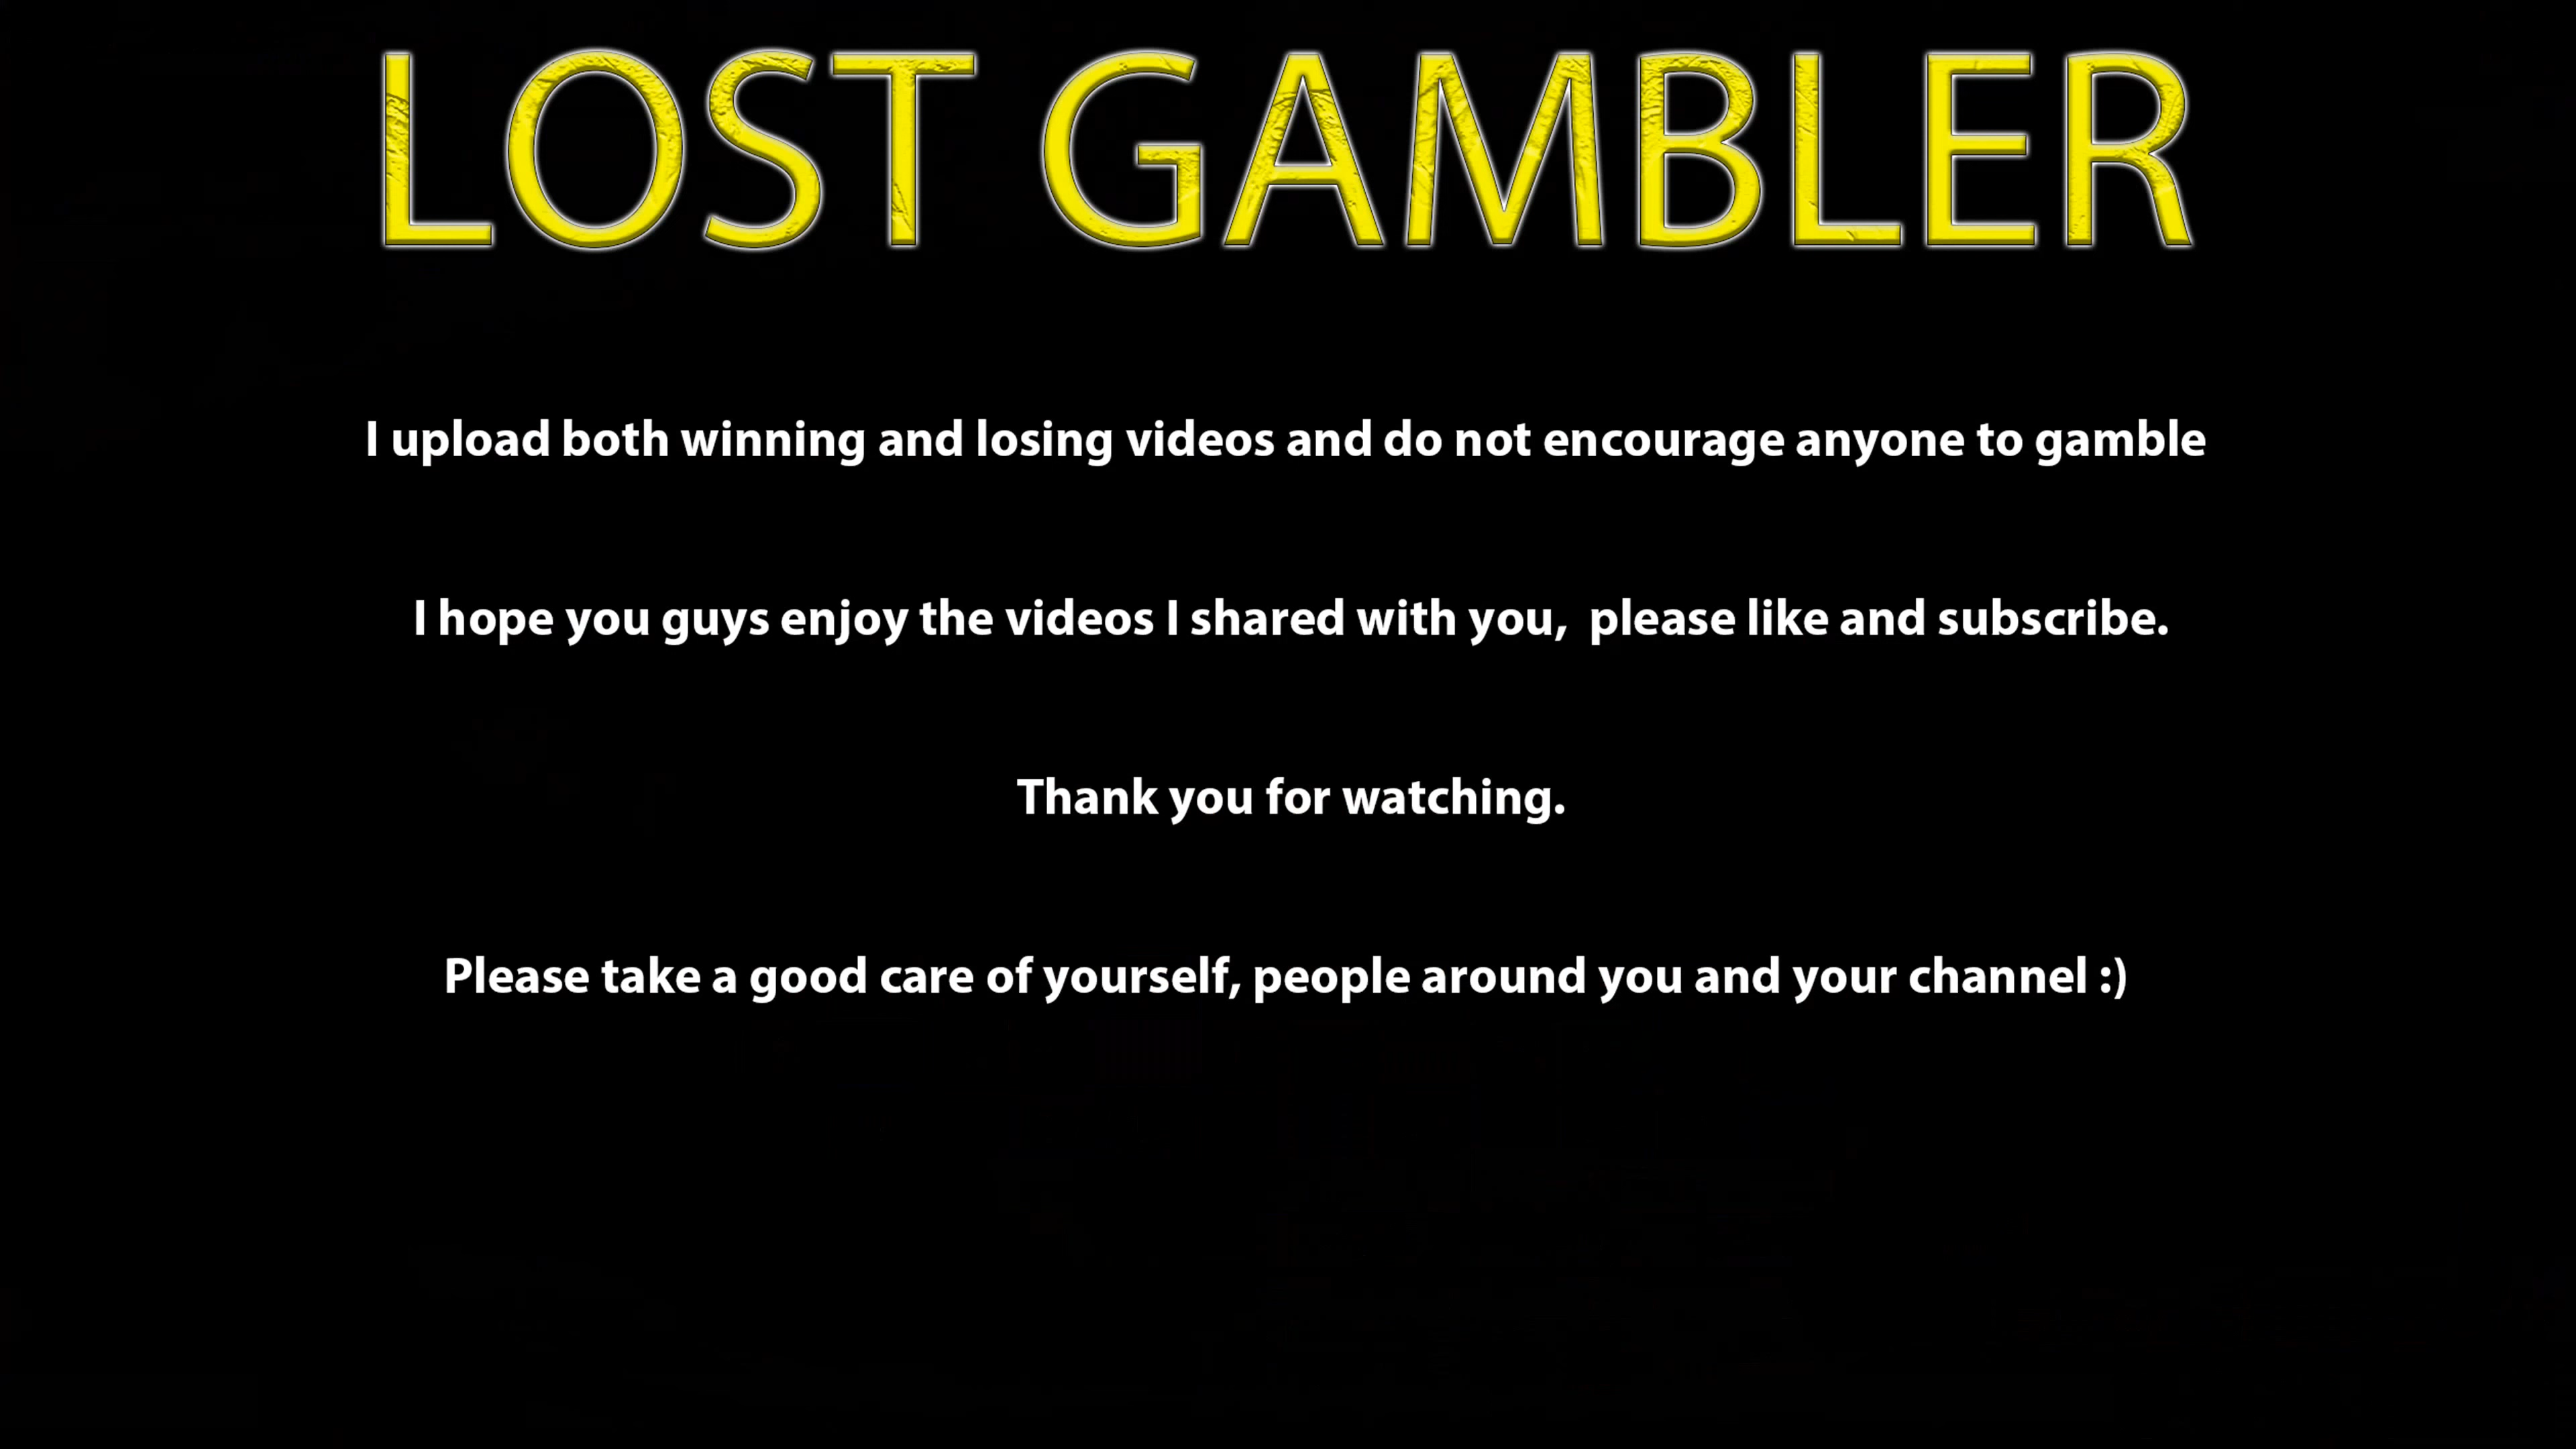 LOST GAMBLER
I upload both winning and losing videos and do not encourage anyone to gamble
I hope you guys enjoy the videos I shared with you,  please like and subscribe.
Thank you for watching.
Please take a good care of yourself, people around you and your channel :)